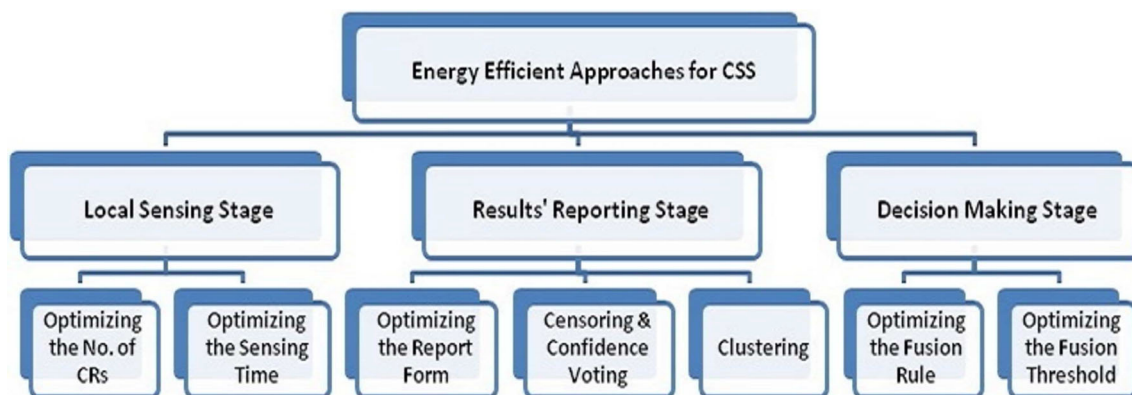 Energy Efficient Approaches for CSS
Local Sensing Stage
Results' Reporting Stage
Decision Making Stage
Optimizing
the No. of
CRs
Optimizing
the Sensing
Time
Optimizing
the Report
Form
Censoring &
Confidence
Voting
Clustering
Optimizing
the Fusion
Rule
Optimizing
the Fusion
Threshold